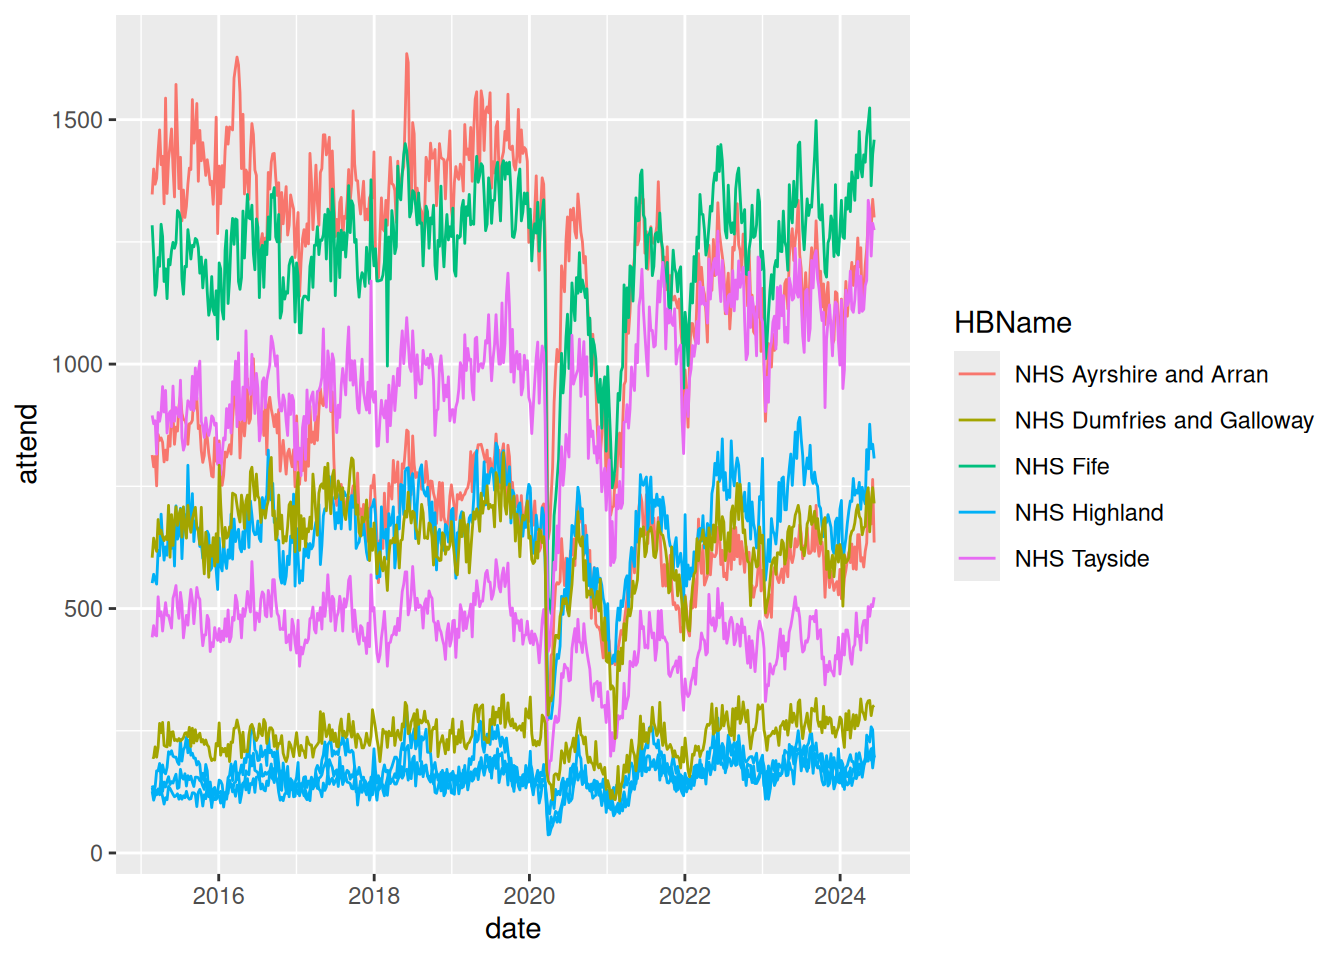 attend
1500
1000
500
0
2016
2018
2020
2022
2024
date
HBName
NHS Ayrshire and Arran
NHS Dumfries and Galloway
NHS Fife
NHS Highland
NHS Tayside